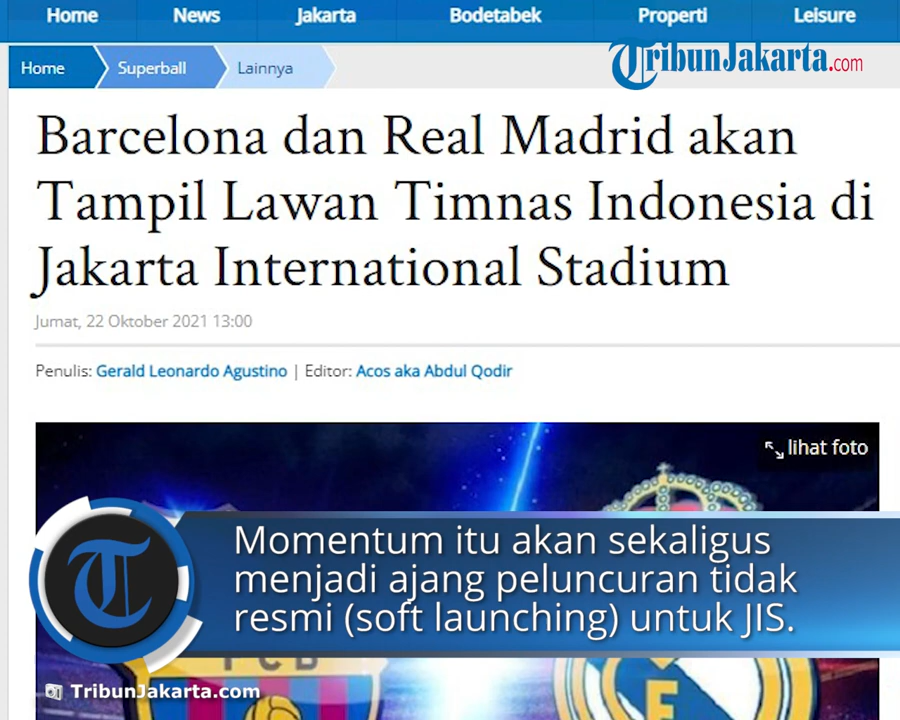 Home News Jakarta Bodetabek Properti Leisure
Home Superball Lainnya
TribunJakarta.com
Barcelona dan Real Madrid akan
Tampil Lawan Timnas Indonesia di
Jakarta International Stadium
Jumat, 22 Oktober 2021 13:00
Penulis: Gerald Leonardo Agustino | Editor: Acos aka Abdul Qodir
lihat foto
T
Momentum itu akan sekaligus
menjadi ajang peluncuran tidak
resmi (soft launching) untuk JIS.
FCB
TribunJakarta.com